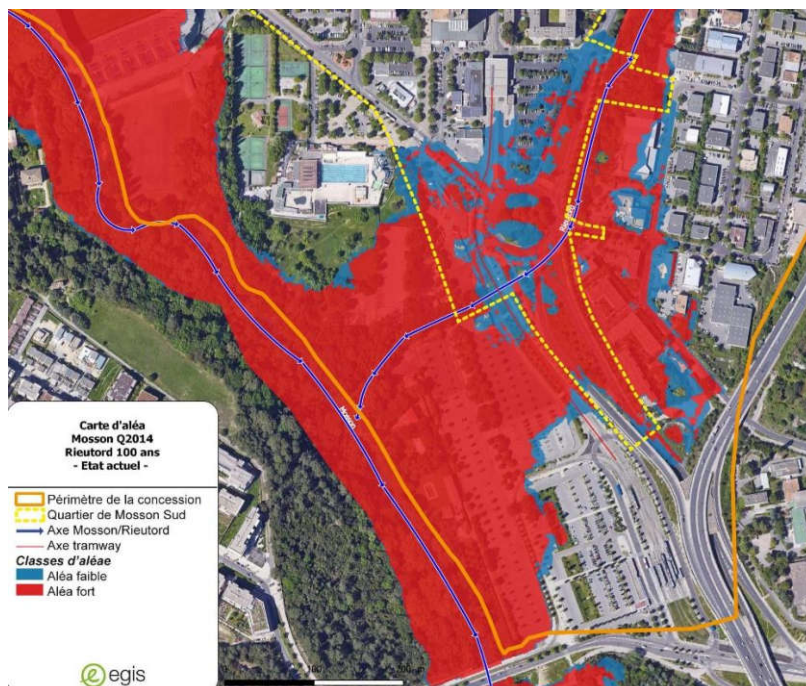 Mosson
Carte d'aléa
Mosson Q2014
Rieutord 100 ans
- Etat actuel -
Périmètre de la concession
Quartier de Mosson Sud
Axe Mosson/Rieutord
Axe tramway
Classes d'aléae
Aléa faible
Aléa fort
egis